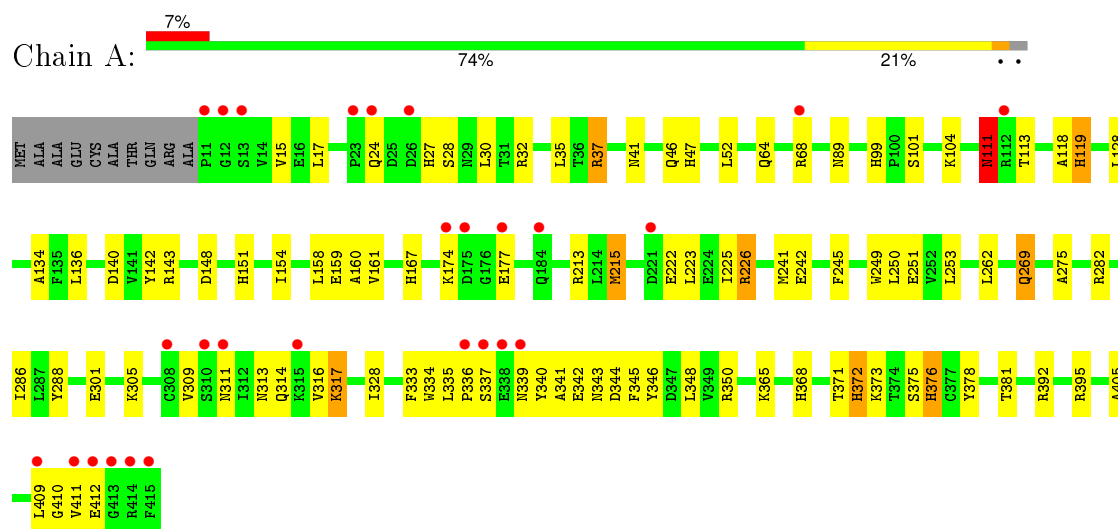 7%
Chain A:
74% 21% • •
MET ALA ALA GLU CYS ALA THR GLN ARG ALA P11 G12 S13 V14 V15 E16 L17 P23 Q24 D25 D26 H27 S28 N29 L30 T31 R32 L35 T36 R37 N41 Q46 H47 L52 Q64 R68 N89 H99 P100 S101 K104 N111 R112 T113 A118 H119 L128
A134 F135 L136 D140 V141 Y142 R143 D148 H151 I154 L158 E159 A160 V161 H167 K174 D175 G176 E177 Q184 R213 L214 M215 D221 E222 L223 E224 I225 R226 M241 E242 F245 W249 L250 E251 V252 L253 L262 Q269 A275 R282
I286 L287 Y288 E301 K305 C308 V309 S310 N311 I312 N313 Q314 K315 V316 K317 I328 F333 W334 L335 P336 S337 E338 N339 Y340 A341 E342 N343 D344 F345 Y346 D347 L348 V349 R350 K365 H368 T371 H372 K373 T374 S375 H376 C377 Y378 T381 R392 R395 A405
L409 G410 V411 E412 G413 R414 F415